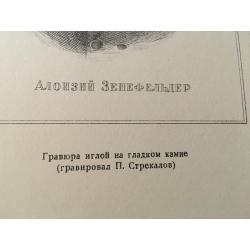 Алоизий Зенефельдер
Гравюра иглой на гладком камне
(гравировал П. Стрекалов)